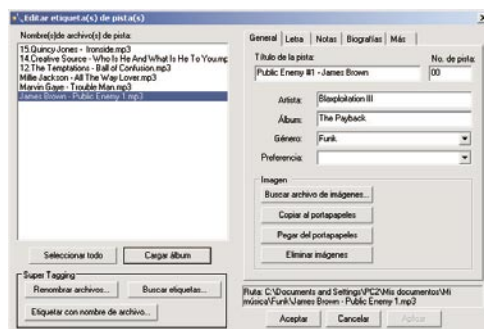 Editar etiqueta(s) de pista(s)
Nombre(s)de archivo(s) de pista:
15.Quincy Jones - Ironside.mp3
14.Creative Source - Who Is He And What Is He To You.mp
12.The Temptations - Ball of Confusion.mp3
Millie Jackson - All The Way Lover.mp3
Marvin Gaye - Trouble Man.mp3
James Brown - Public Enemy 1.mp3
Seleccionar todo
Cargar álbum
Super Tagging
Renombrar archivos...
Buscar etiquetas...
Etiquetar con nombre de archivo...
General
Letra
Notas
Biografías
Más
Título de la pista:
No. de pista:
Public Enemy #1 - James Brown
00
Artista:
Blaxploitation III
Álbum:
The Payback
Género:
Funk
Preferencia:
Imagen
Buscar archivo de imágenes...
Copiar al portapapeles
Pegar del portapapeles
Eliminar imágenes
Ruta: C:\Documents and Settings\PC2\Mis documentos\Mi
música\Funk\James Brown - Public Enemy 1.mp3
Aceptar
Cancelar
Aplicar